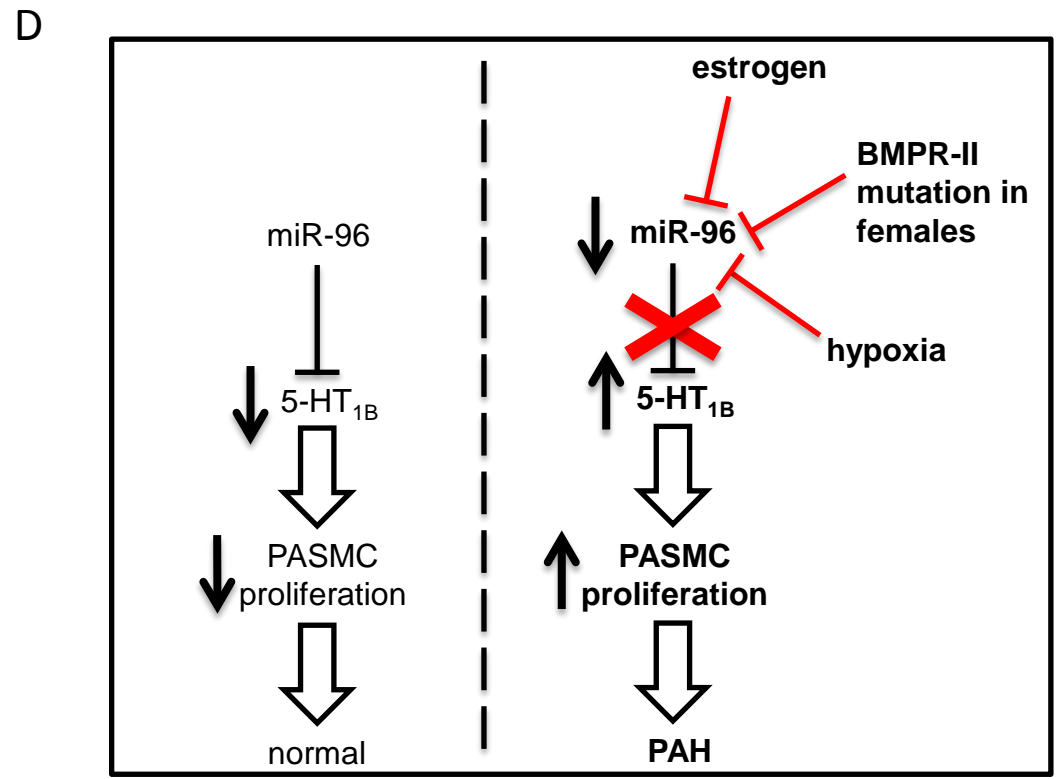 D
miR-96
5-HT1B
PASMC
proliferation
normal
estrogen
BMPR-II
mutation in
females
miR-96
hypoxia
5-HT1B
PASMC
proliferation
PAH